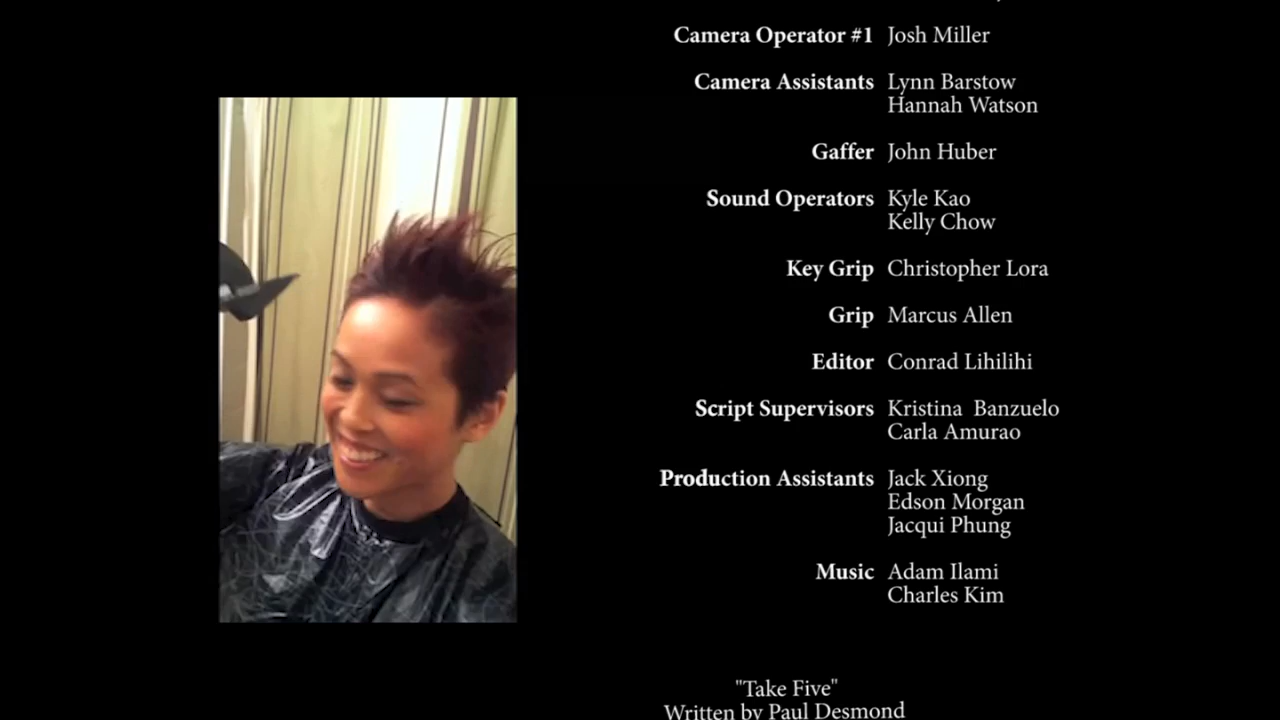 Camera Operator #1 Josh Miller
Camera Assistants Lynn Barstow
Hannah Watson
Gaffer John Huber
Sound Operators Kyle Kao
Kelly Chow
Key Grip Christopher Lora
Grip Marcus Allen
Editor Conrad Lihilihi
Script Supervisors Kristina Banzuelo
Carla Amurao
Production Assistants Jack Xiong
Edson Morgan
Jacqui Phung
Music Adam Ilami
Charles Kim
"Take Five"
Written by Paul Desmond